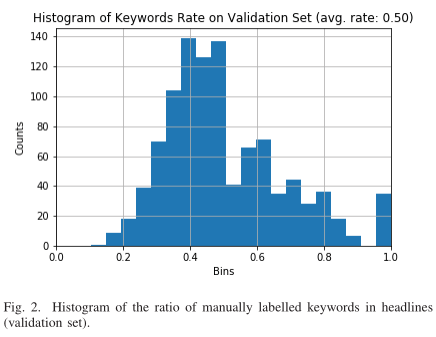 Histogram of Keywords Rate on Validation Set (avg. rate: 0.50)
140
120
100
80
60
40
20
0
Counts
0.0 0.2 0.4 0.6 0.8 1.0
Bins
Fig. 2. Histogram of the ratio of manually labelled keywords in headlines
(validation set).